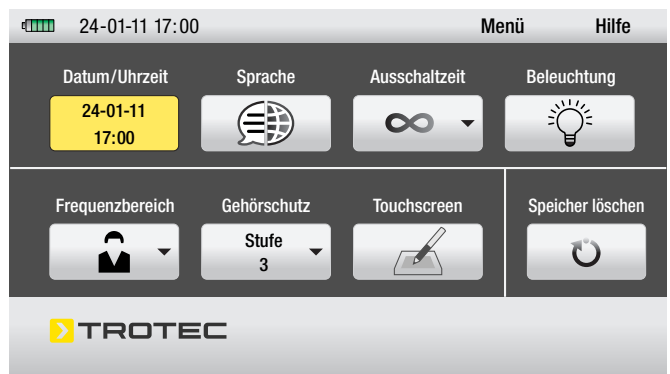 24-01-11 17:00 Menü Hilfe
Datum/Uhrzeit Sprache Ausschaltzeit Beleuchtung
24-01-11
17:00
Frequenzbereich Gehörschutz Touchscreen Speicher löschen
Stufe
3
TROTEC